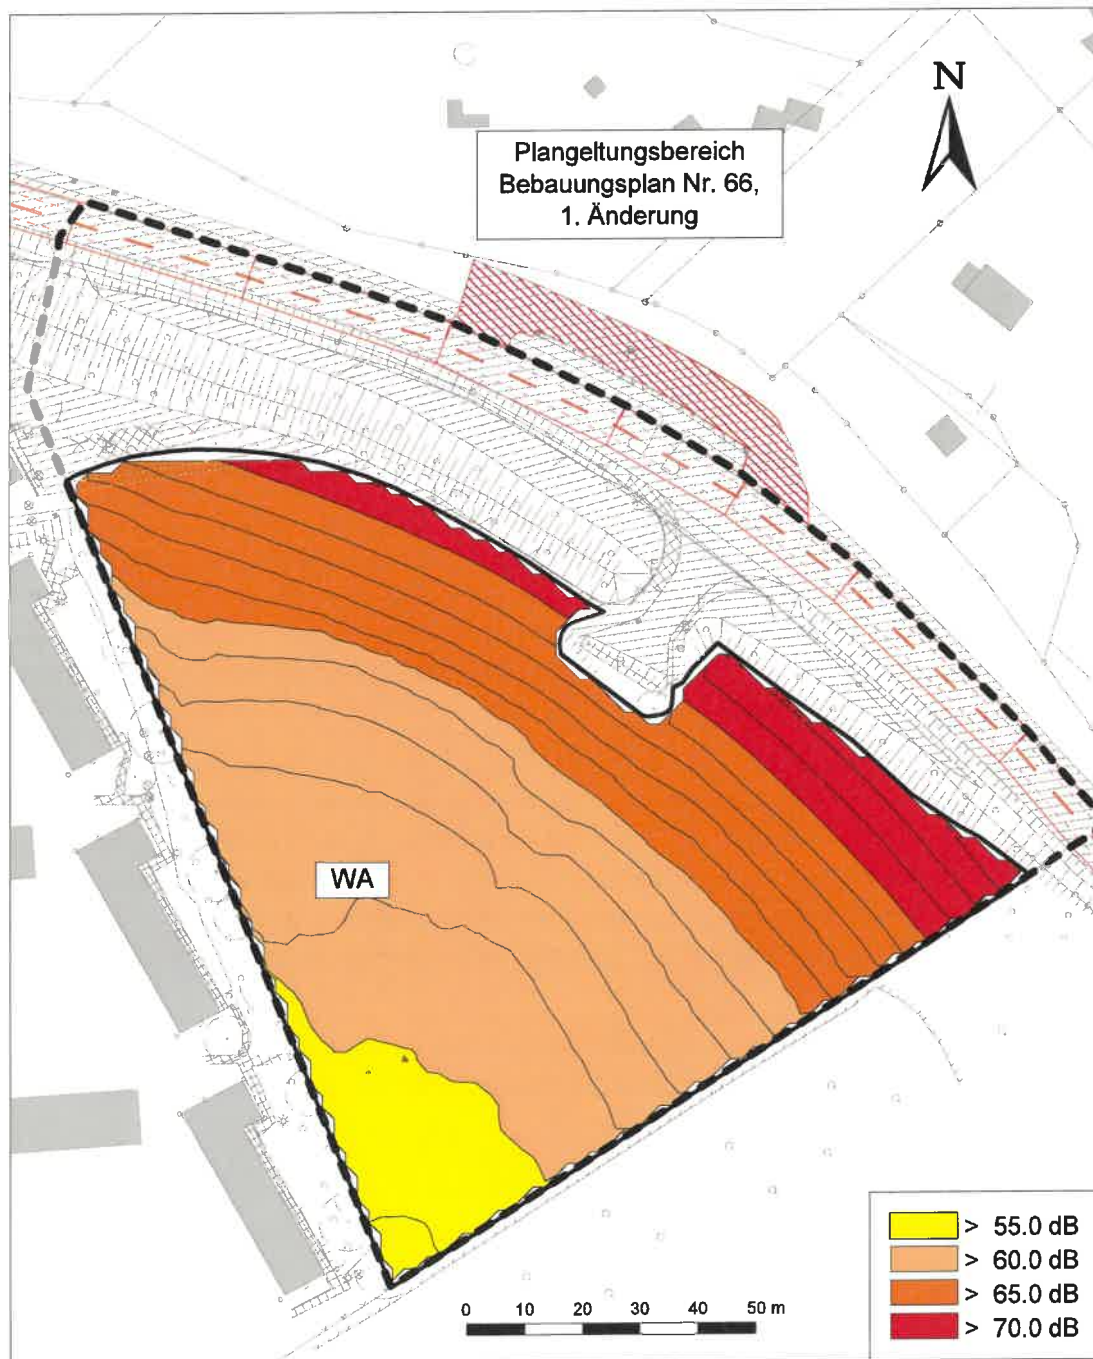 N
Plangeltungsbereich
Bebauungsplan Nr. 66,
1. Änderung
WA
> 55.0 dB
> 60.0 dB
> 65.0 dB
> 70.0 dB
0 10 20 30 40 50 m